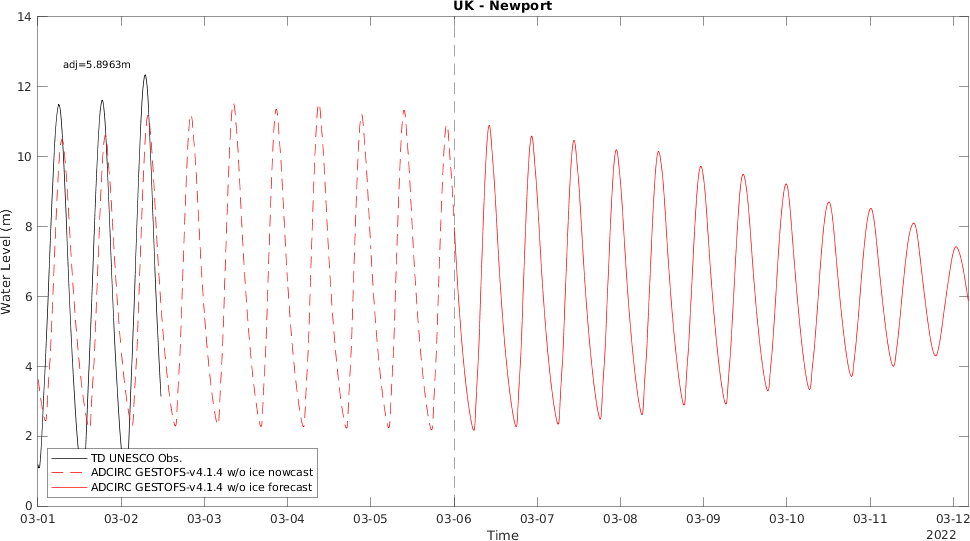 UK - Newport
adj=5.8963m
Water Level (m)
14
12
10
8
6
4
2
0
TD UNESCO Obs.
ADCIRC GESTOFS-v4.1.4 w/o ice nowcast
ADCIRC GESTOFS-v4.1.4 w/o ice forecast
03-01 03-02 03-03 03-04 03-05 03-06 03-07 03-08 03-09 03-10 03-11 03-12
Time
2022